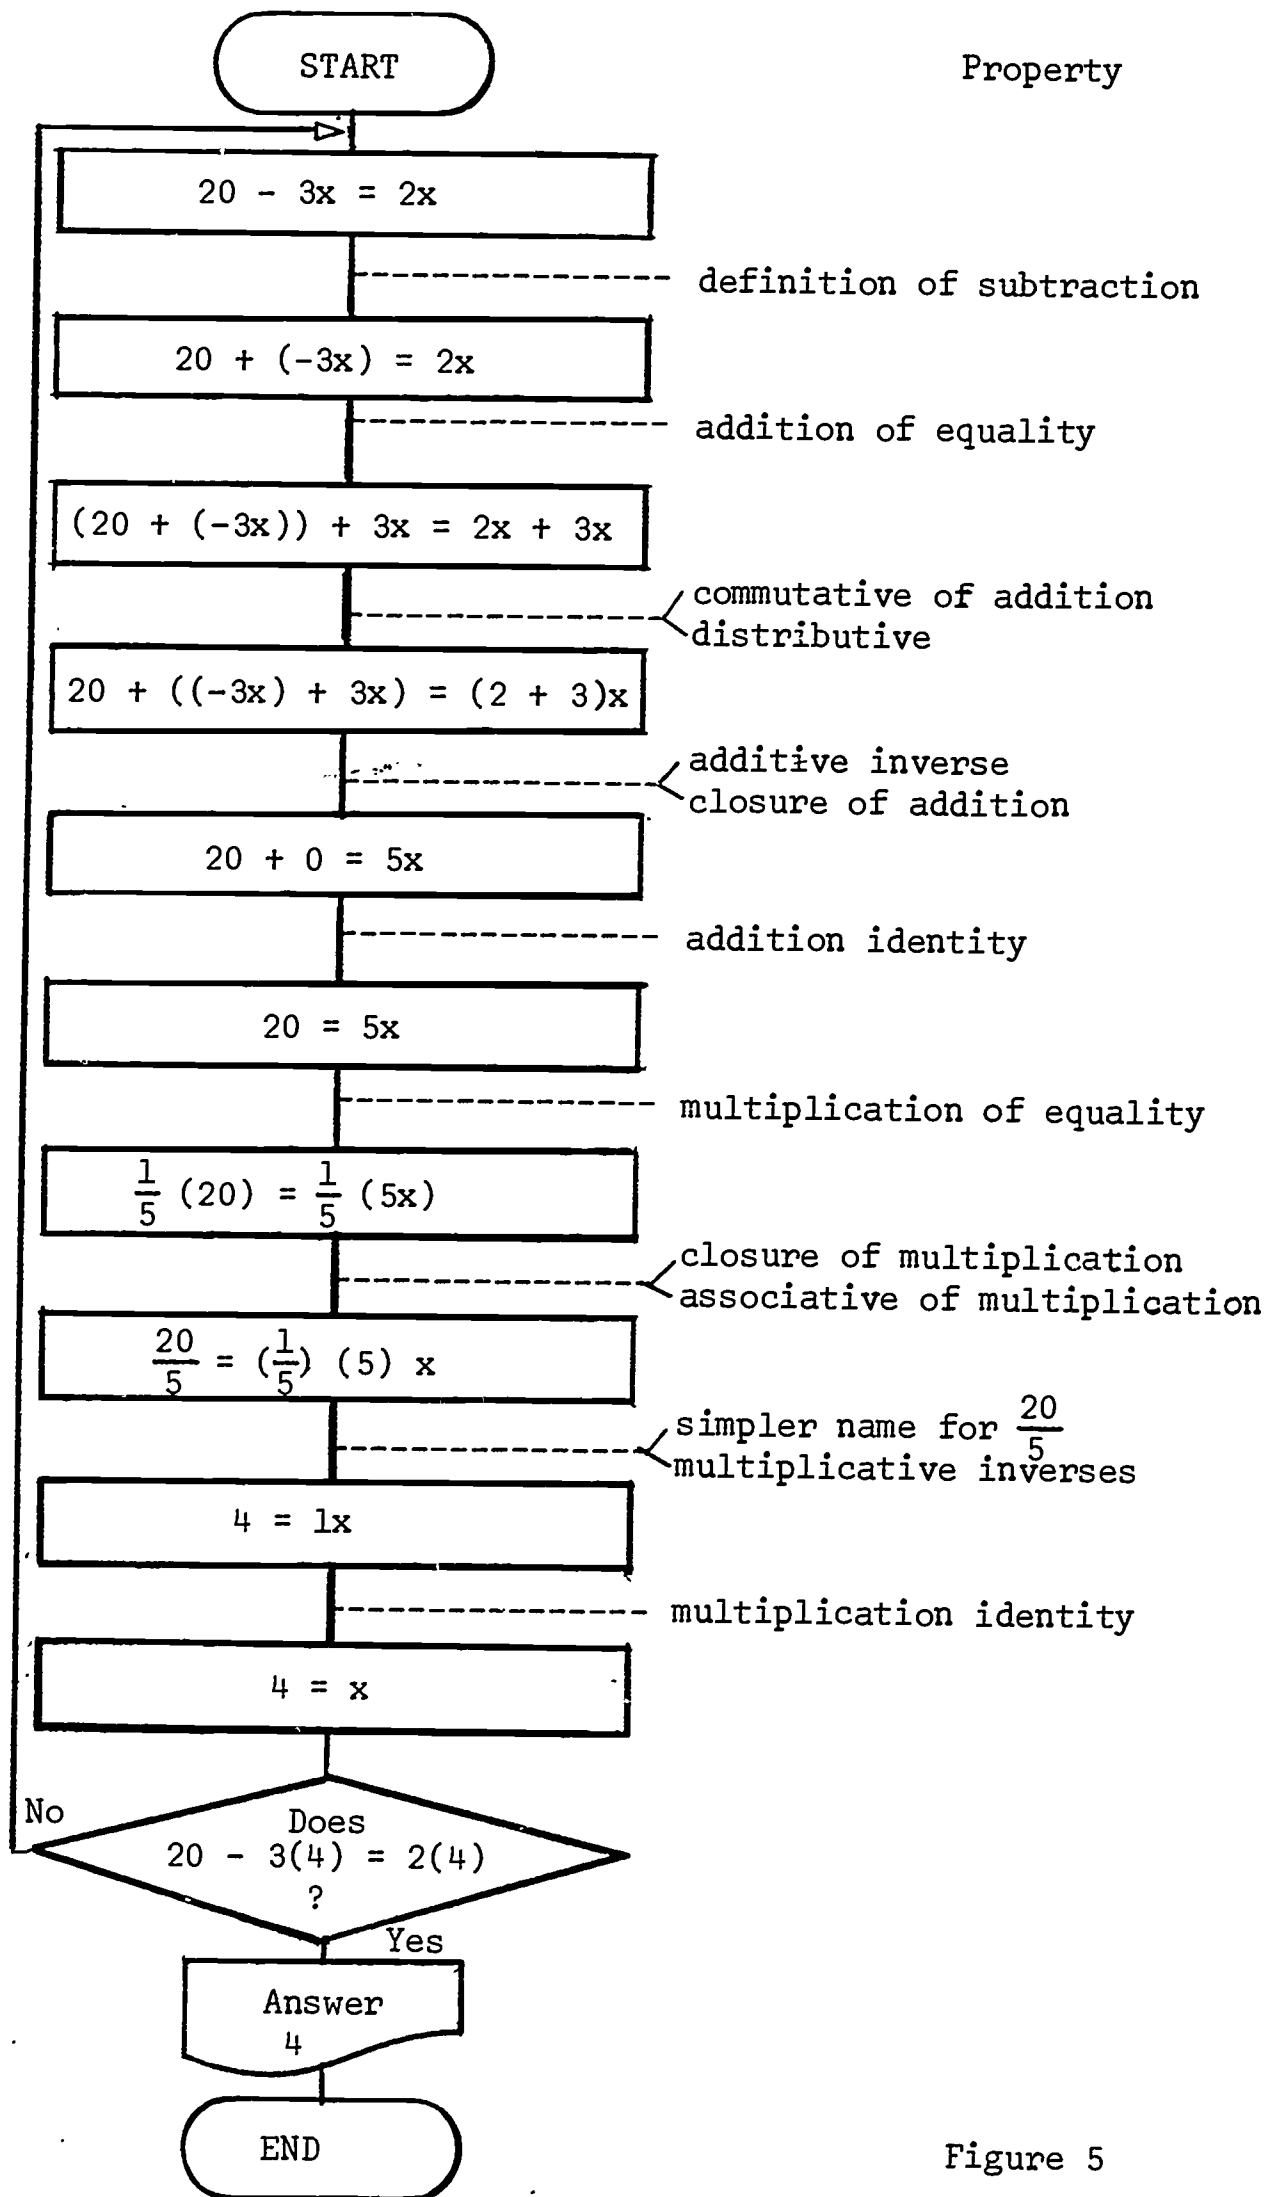 START
Property
20 - 3x = 2x
definition of subtraction
20 + (-3x) = 2x
addition of equality
(20 + (-3x)) + 3x = 2x + 3x
commutative of addition
distributive
20 + ((-3x) + 3x) = (2 + 3)x
additive inverse
closure of addition
20 + 0 = 5x
addition identity
20 = 5x
multiplication of equality
1/5 (20) = 1/5 (5x)
closure of multiplication
associative of multiplication
20/5 = (1/5) (5) x
simpler name for 20/5
multiplicative inverses
4 = 1x
multiplication identity
4 = x
No
Does
20 - 3(4) = 2(4)
?
Yes
Answer
4
END
Figure 5